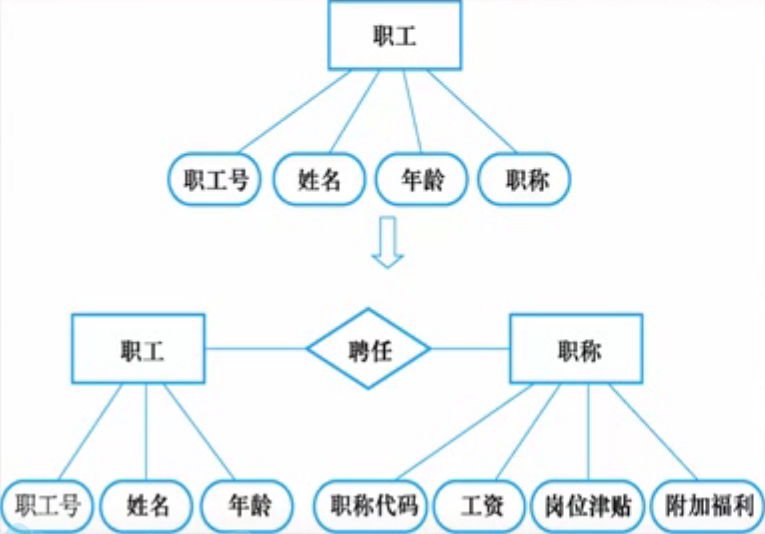 职工
职工号 姓名 年龄 职称
职工 聘任 职称
职工号 姓名 年龄 职称代码 工资 岗位津贴 附加福利